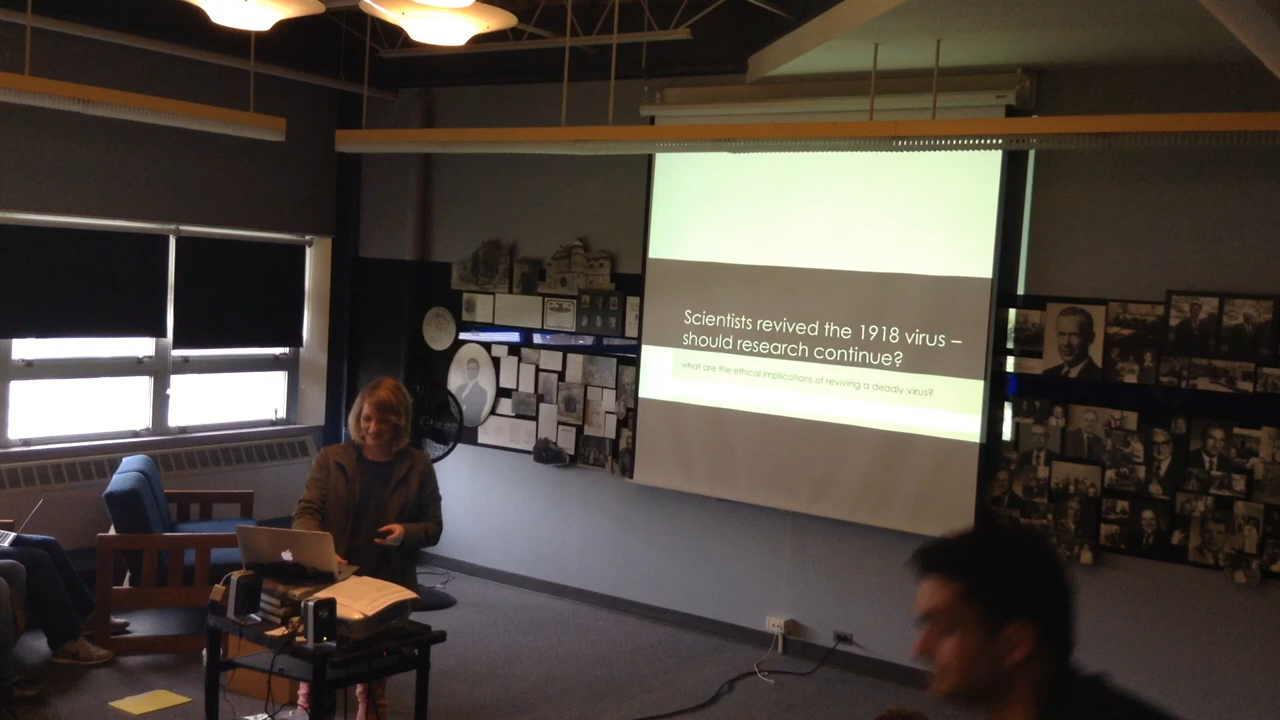 Scientists revived the 1918 virus –
should research continue?
what are the ethical implications of reviving a deadly virus?